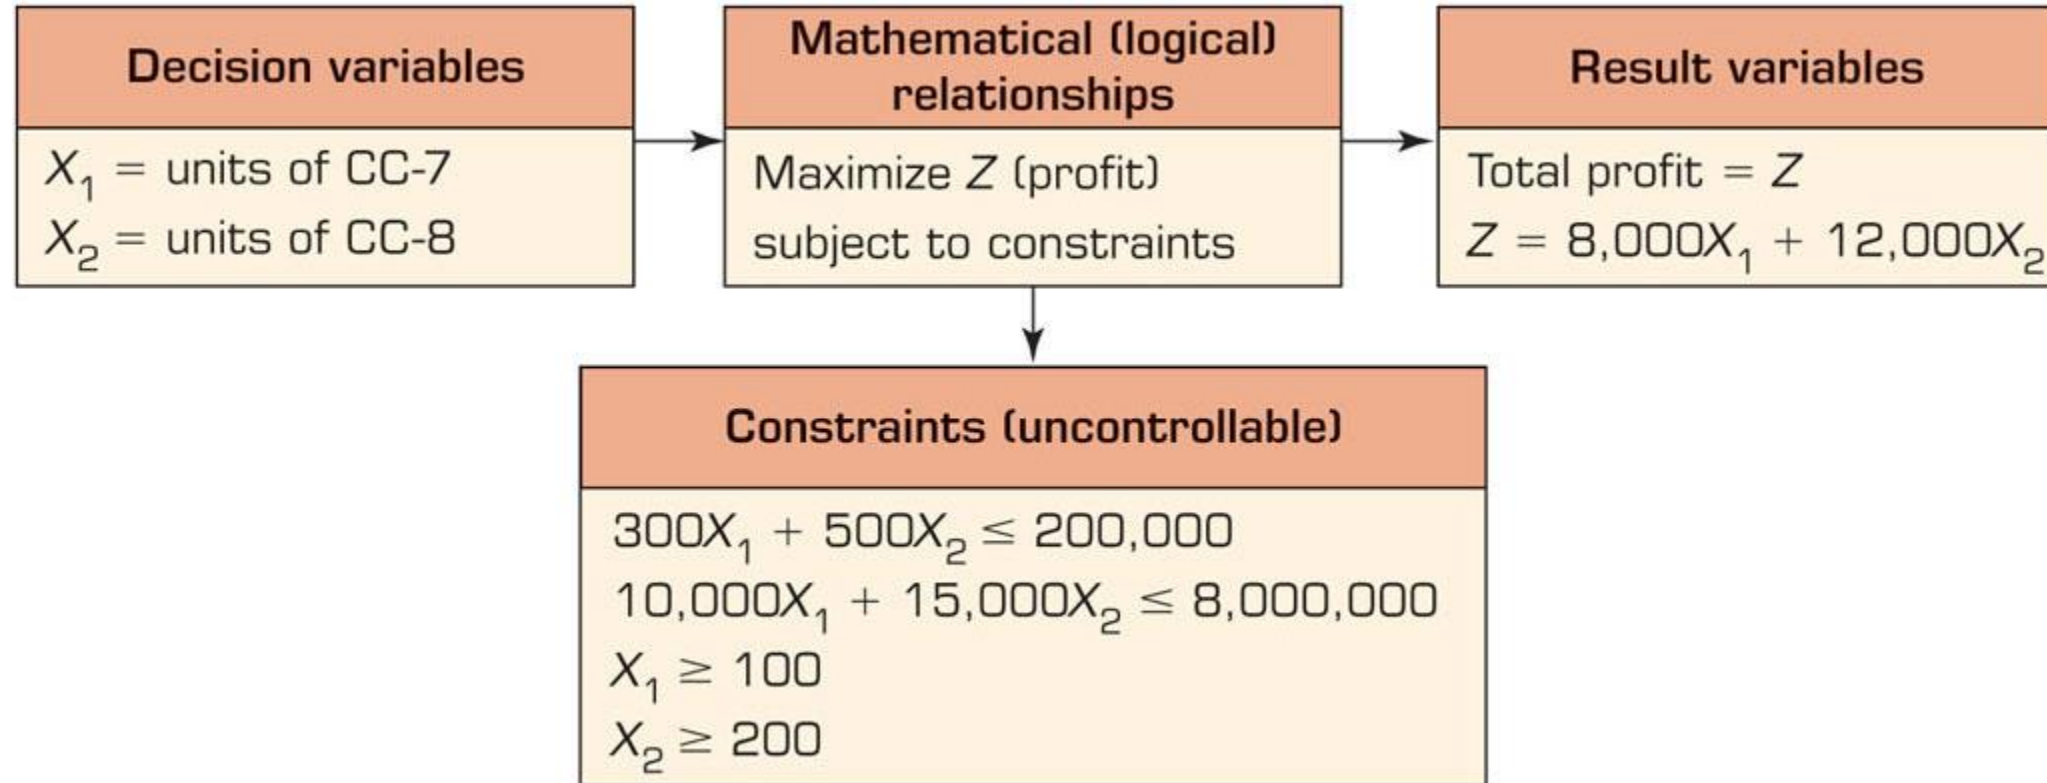 Decision variables
X₁ = units of CC-7
X₂ = units of CC-8
Mathematical (logical)
relationships
Maximize Z (profit)
subject to constraints
Result variables
Total profit = Z
Z = 8,000X₁ + 12,000X₂
Constraints (uncontrollable)
300X₁ + 500X₂ ≤ 200,000
10,000X₁ + 15,000X₂ ≤ 8,000,000
X₁ ≥ 100
X₂ ≥ 200